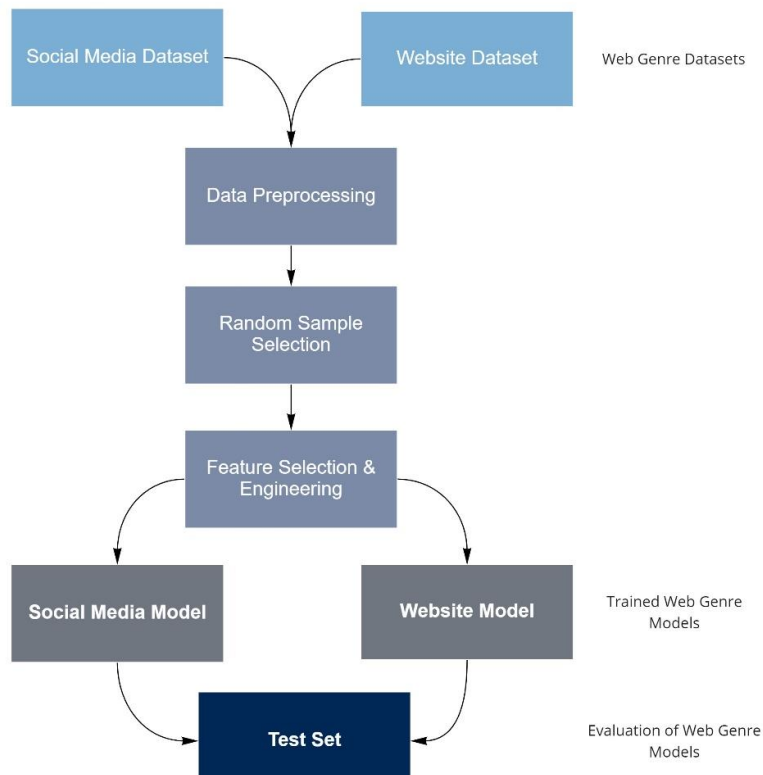 Social Media Dataset
Website Dataset
Web Genre Datasets
Data Preprocessing
Random Sample
Selection
Feature Selection &
Engineering
Social Media Model
Website Model
Trained Web Genre
Models
Test Set
Evaluation of Web Genre
Models